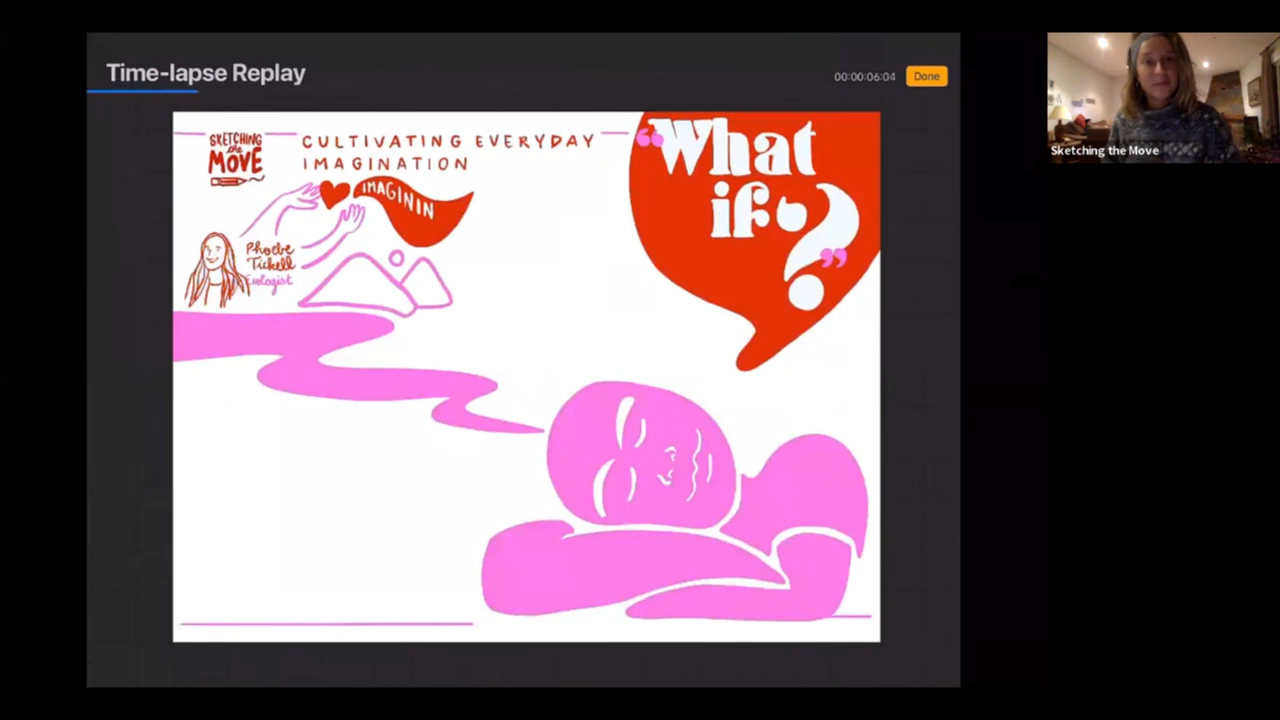 Time-lapse Replay
00:00:06:04
Done
SKETCHING
the
MOVE
CULTIVATING EVERYDAY
IMAGINATION
IMAGININ
Phoebe
Tickell
Ecologist
“What
if?”
Sketching the Move